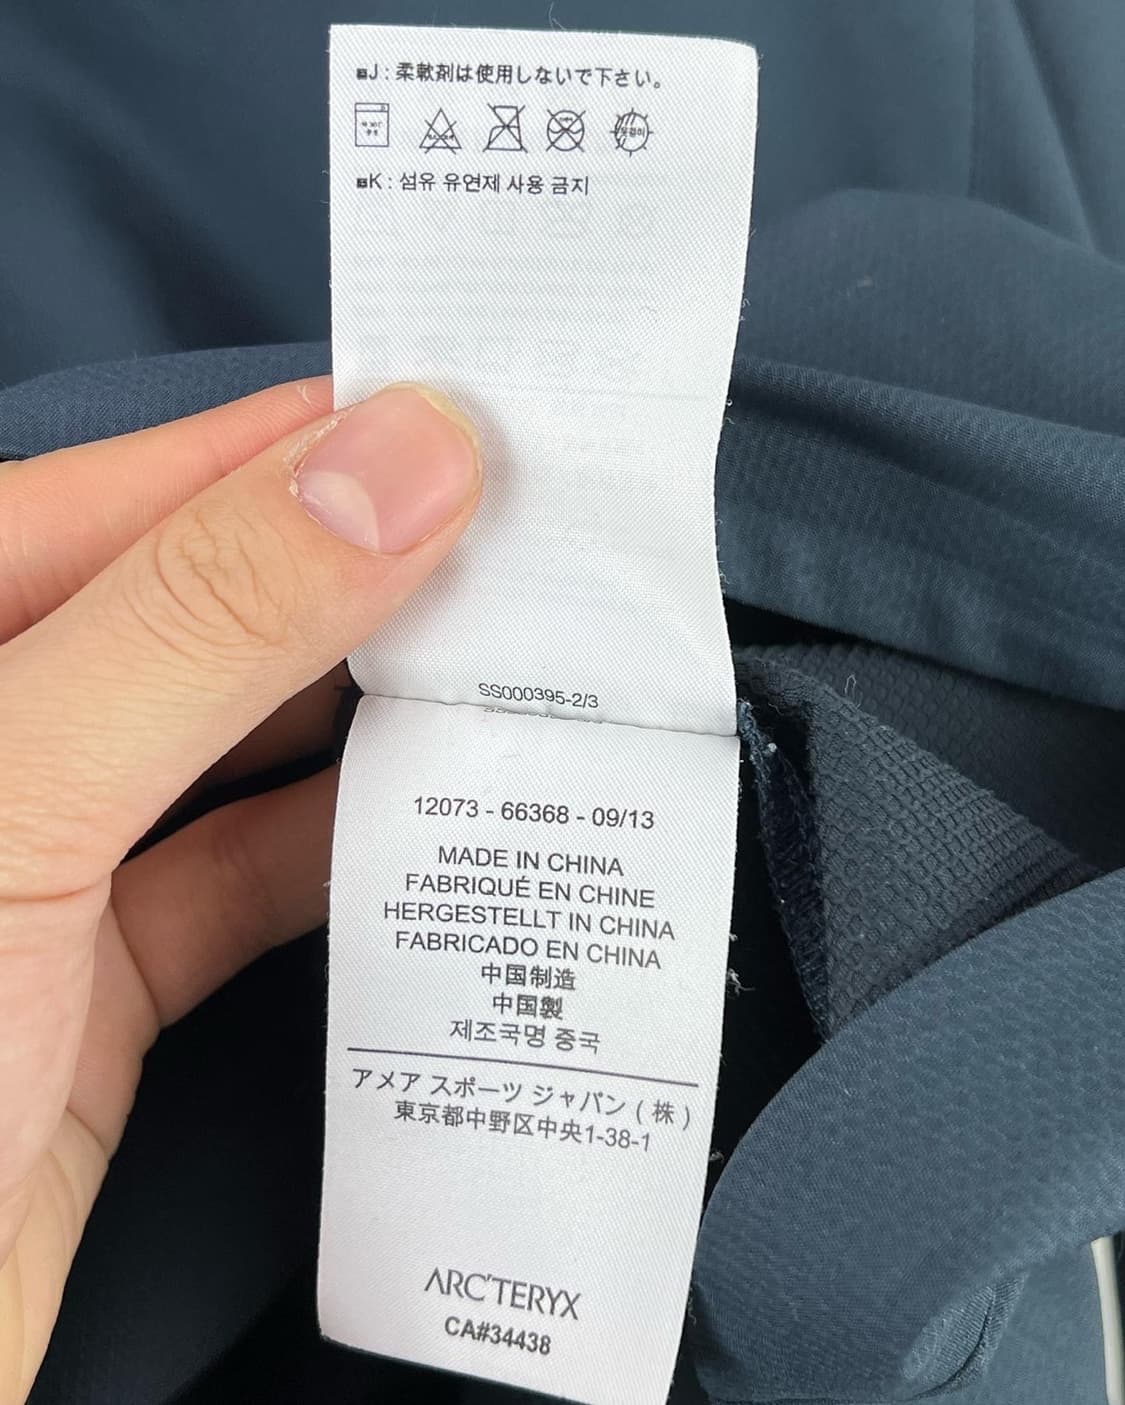 ■J : 柔軟剤は使用しないで下さい。
옷걸이
■K : 섬유 유연제 사용 금지
SS000395-2/3
12073 - 66368 - 09/13
MADE IN CHINA
FABRIQUÉ EN CHINE
HERGESTELLT IN CHINA
FABRICADO EN CHINA
中国制造
中国製
제조국명 중국
アメア スポーツ ジャパン ( 株 )
東京都中野区中央1-38-1
ARC'TERYX
CA#34438